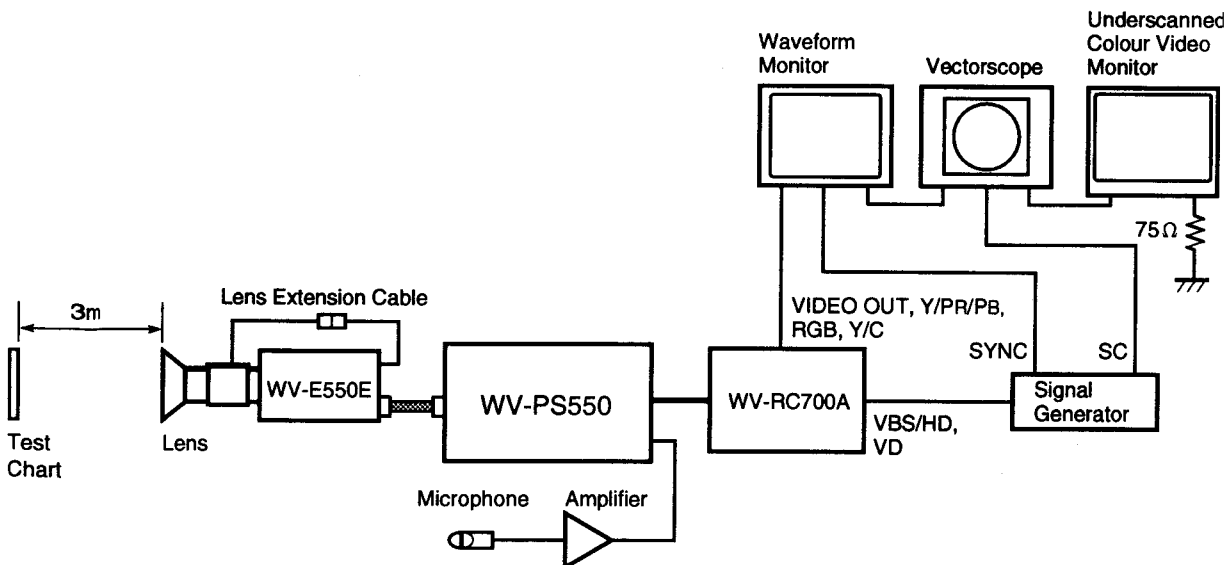 Waveform
Monitor
Vectorscope
Underscanned
Colour Video
Monitor
75Ω
3m
Lens Extension Cable
VIDEO OUT, Y/PR/PB,
RGB, Y/C
SYNC
SC
WV-E550E
WV-PS550
WV-RC700A
Signal
Generator
VBS/HD,
VD
Test
Chart
Lens
Microphone
Amplifier